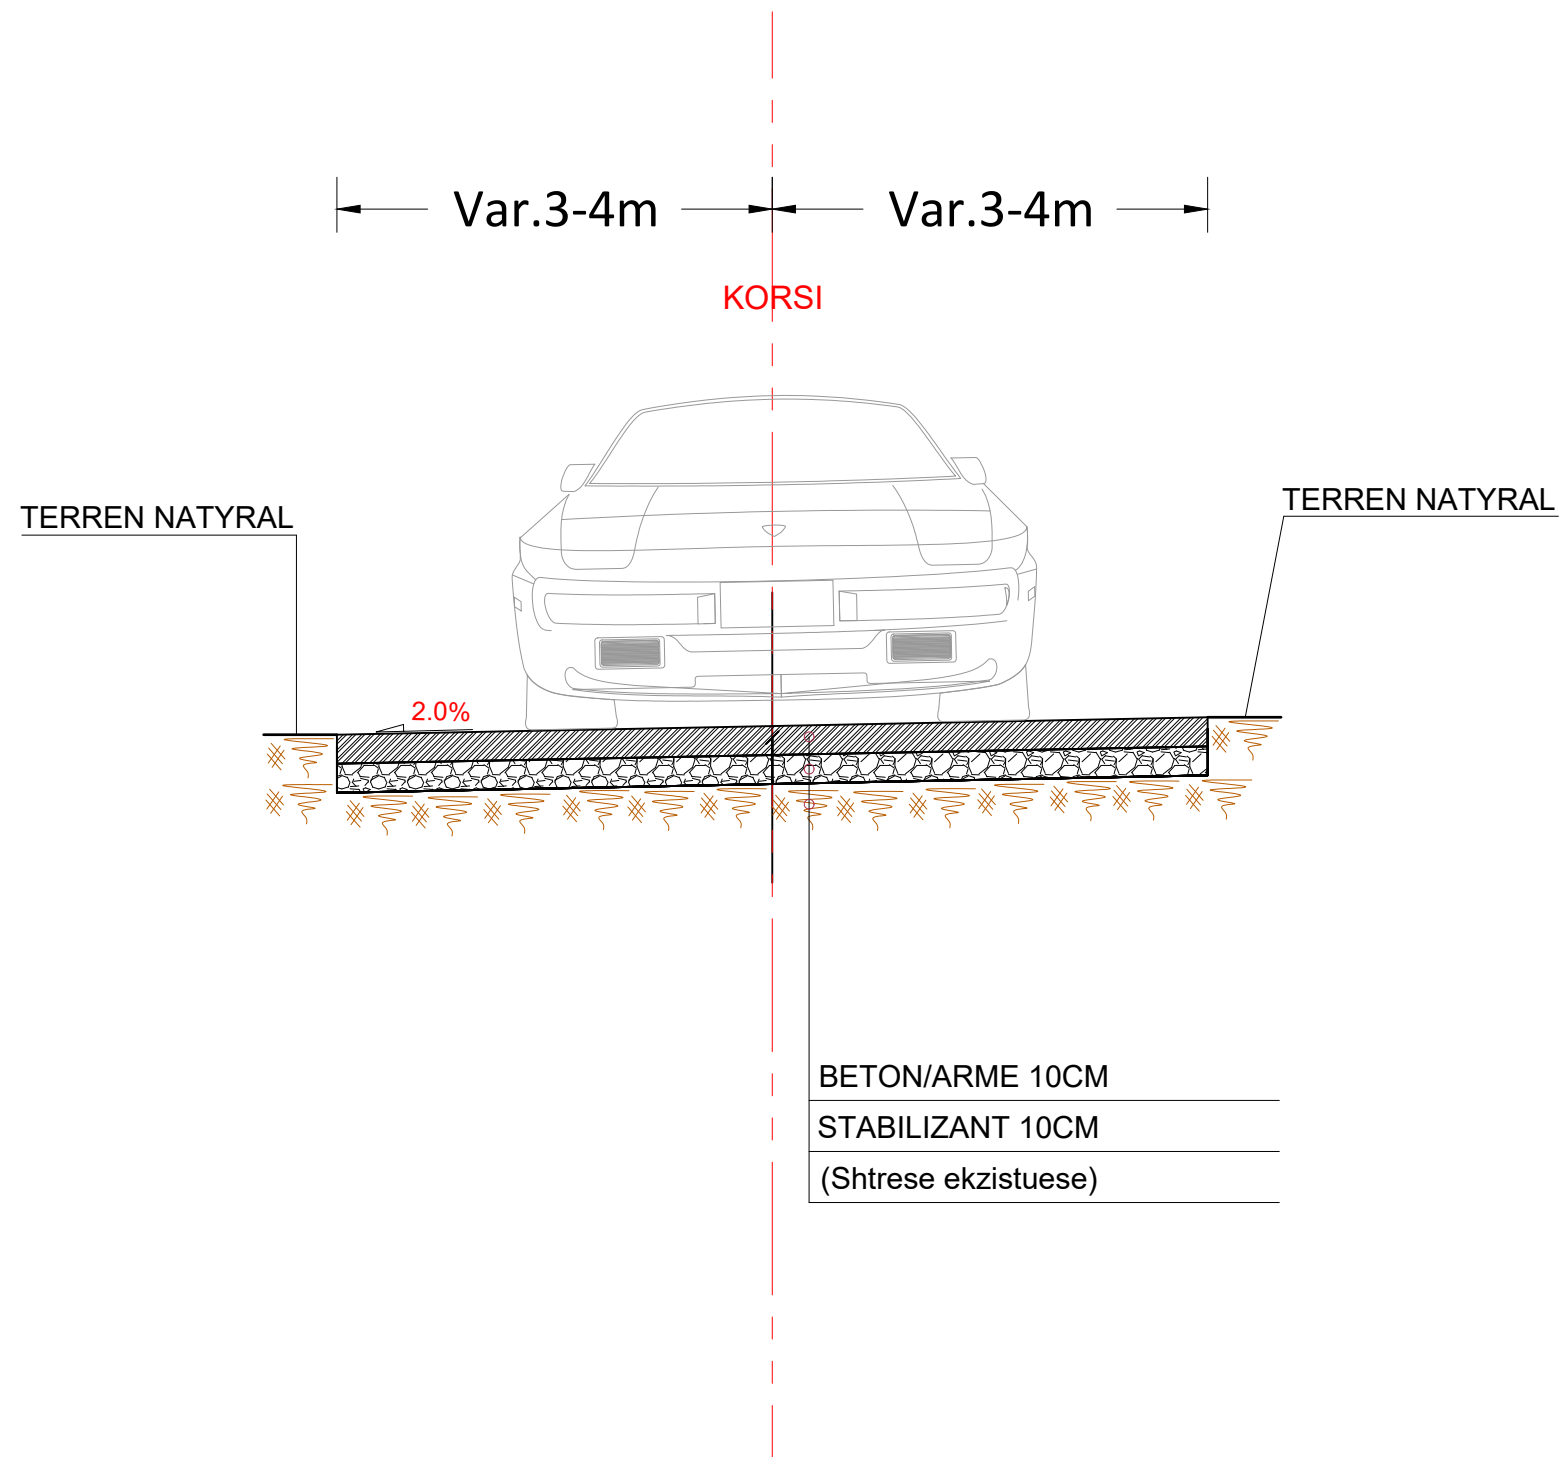 Var.3-4m
Var.3-4m
KORSI
TERREN NATYRAL
TERREN NATYRAL
2.0%
BETON/ARME 10CM
STABILIZANT 10CM
(Shtrese ekzistuese)